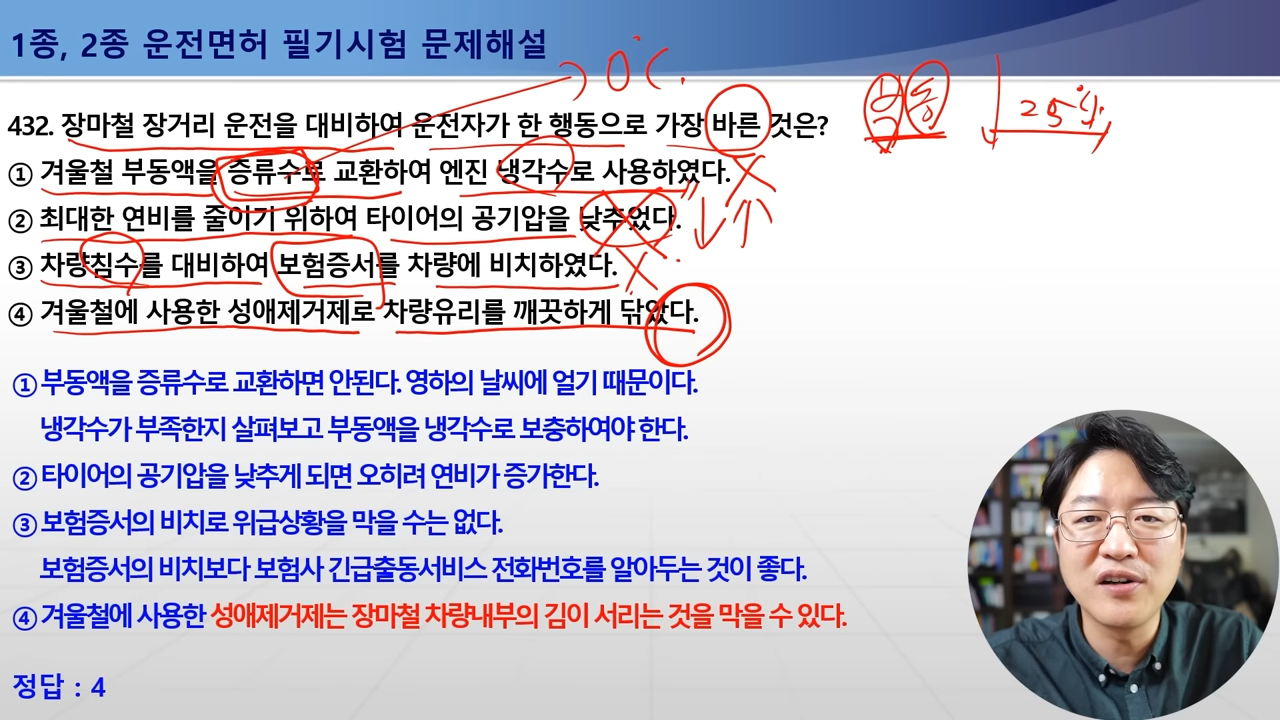 1종, 2종 운전면허 필기시험 문제해설
0℃.
432. 장마철 장거리 운전을 대비하여 운전자가 한 행동으로 가장 바른 것은?
① 겨울철 부동액을 증류수로 교환하여 엔진 냉각수로 사용하였다.
② 최대한 연비를 줄이기 위하여 타이어의 공기압을 낮추었다.
③ 차량침수를 대비하여 보험증서를 차량에 비치하였다.
④ 겨울철에 사용한 성애제거제로 차량유리를 깨끗하게 닦았다.
① 부동액을 증류수로 교환하면 안된다. 영하의 날씨에 얼기 때문이다.
냉각수가 부족한지 살펴보고 부동액을 냉각수로 보충하여야 한다.
② 타이어의 공기압을 낮추게 되면 오히려 연비가 증가한다.
③ 보험증서의 비치로 위급상황을 막을 수는 없다.
보험증서의 비치보다 보험사 긴급출동서비스 전화번호를 알아두는 것이 좋다.
④ 겨울철에 사용한 성애제거제는 장마철 차량내부의 김이 서리는 것을 막을 수 있다.
정답 : 4